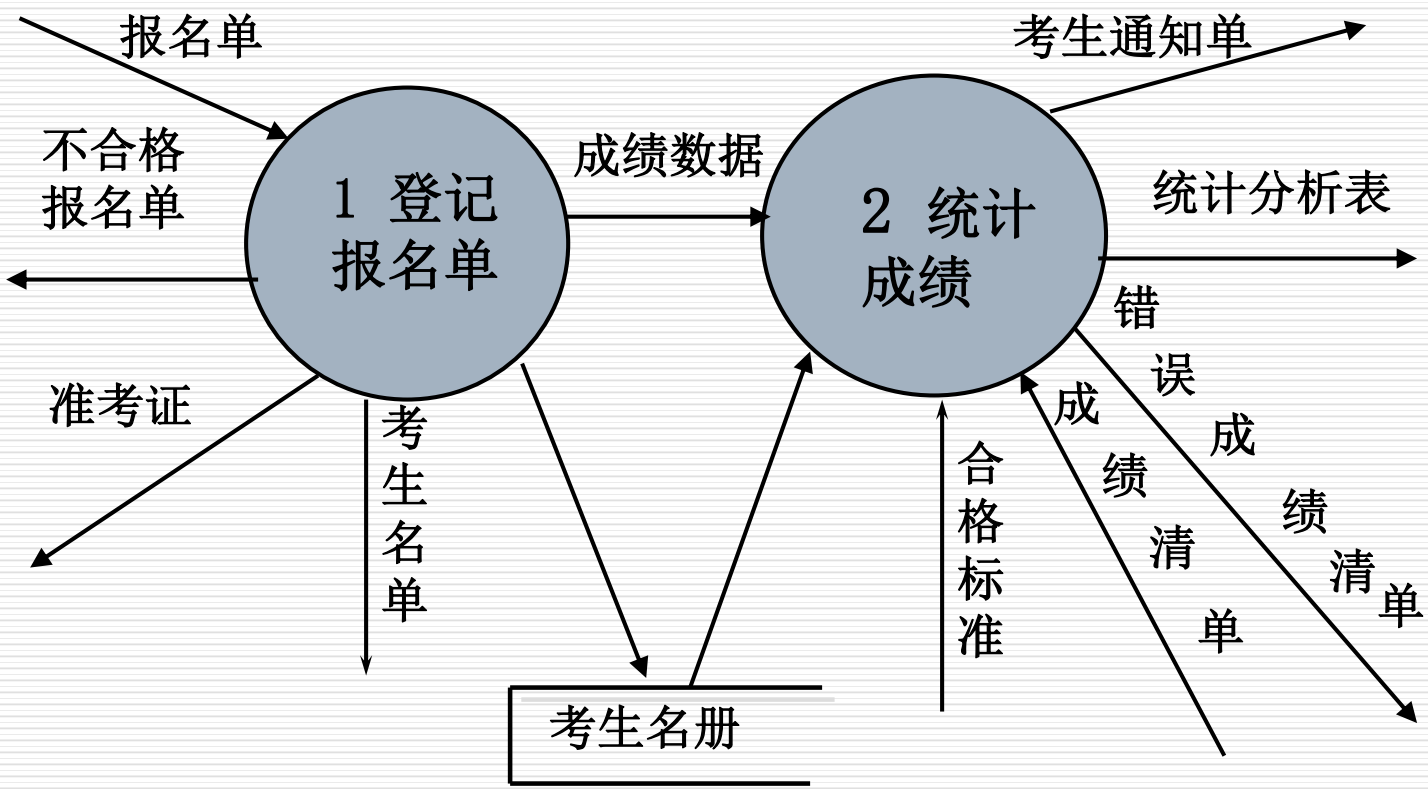 报名单
考生通知单
不合格
报名单
成绩数据
1 登记
报名单
2 统计
成绩
统计分析表
准考证
考生名单
合格标准
成绩清单
错误成绩清单
考生名册